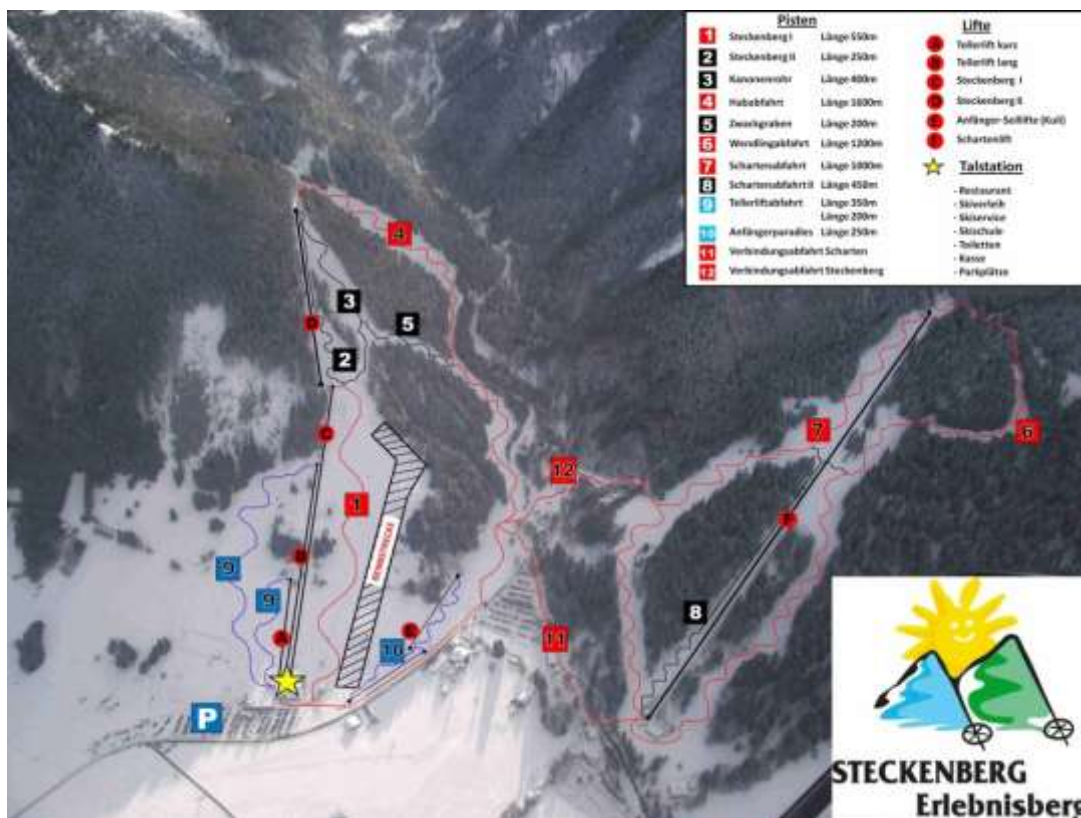 Pisten
1 Steckenberg I Länge 550m
2 Steckenberg II Länge 250m
3 Kanonenrohr Länge 400m
4 Hababfahrt Länge 1600m
5 Zwackgraben Länge 200m
6 Wendlingabfahrt Länge 1200m
7 Schartenabfahrt Länge 1000m
8 Schartenabfahrt II Länge 450m
9 Tellerliftabfahrt Länge 350m
Länge 200m
10 Anfängerparadies Länge 250m
11 Verbindungsabfahrt Scharten
12 Verbindungsabfahrt Steckenberg
Lifte
A Tellerlift kurz
B Tellerlift lang
C Steckenberg I
D Steckenberg II
E Anfänger-Seillifte (Kuli)
F Schartenlift
Talstation
- Restaurant
- Skiverleih
- Skiservice
- Skischule
- Toiletten
- Kasse
- Parkplätze
4
3
5
D
2
7
6
C
12
1
RENNSTRECKE
F
B
9
9
8
E
A
10
11
P
STECKENBERG
Erlebnisberg